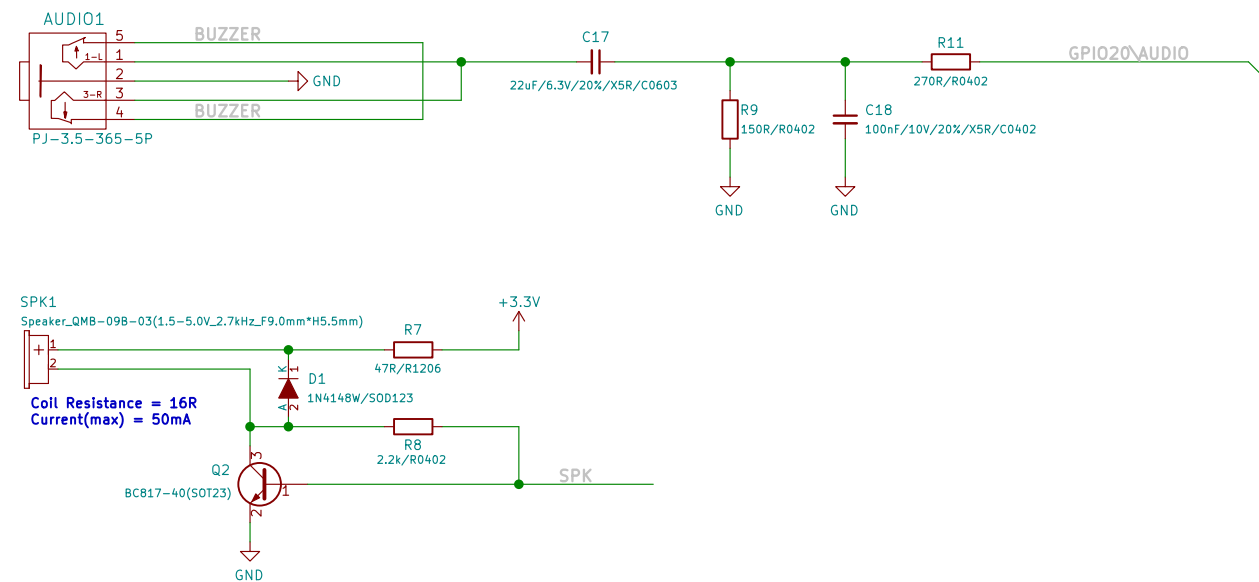 AUDIO1
5
BUZZER
1-L
1
2
GND
3-R
3
4
BUZZER
PJ-3.5-365-5P
C17
22uF/6.3V/20%/X5R/C0603
R11
270R/R0402
GPIO20\AUDIO
R9
150R/R0402
C18
100nF/10V/20%/X5R/C0402
GND
GND
SPK1
Speaker_QMB-09B-03(1.5-5.0V_2.7kHz_F9.0mm*H5.5mm)
+3.3V
+
1
2
R7
47R/R1206
K
1
D1
1N4148W/SOD123
A
2
Coil Resistance = 16R
Current(max) = 50mA
R8
2.2k/R0402
3
Q2
BC817-40(SOT23)
1
2
SPK
GND